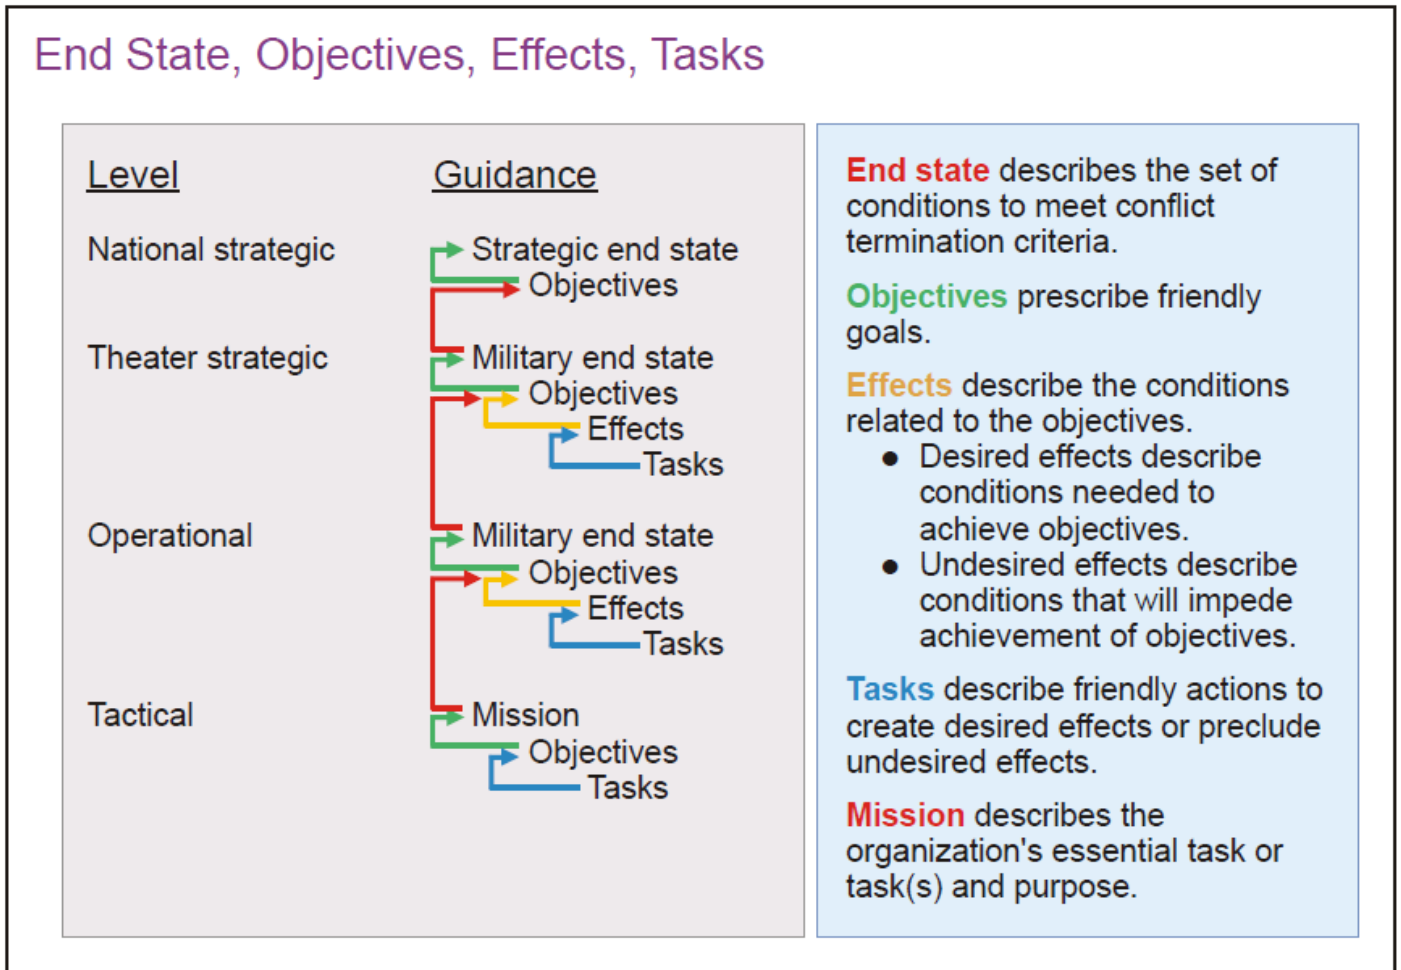 End State, Objectives, Effects, Tasks
Level
Guidance
National strategic
Strategic end state
Objectives
Theater strategic
Military end state
Objectives
Effects
Tasks
Operational
Military end state
Objectives
Effects
Tasks
Tactical
Mission
Objectives
Tasks
End state describes the set of
conditions to meet conflict
termination criteria.
Objectives prescribe friendly
goals.
Effects describe the conditions
related to the objectives.
● Desired effects describe
conditions needed to
achieve objectives.
● Undesired effects describe
conditions that will impede
achievement of objectives.
Tasks describe friendly actions to
create desired effects or preclude
undesired effects.
Mission describes the
organization's essential task or
task(s) and purpose.